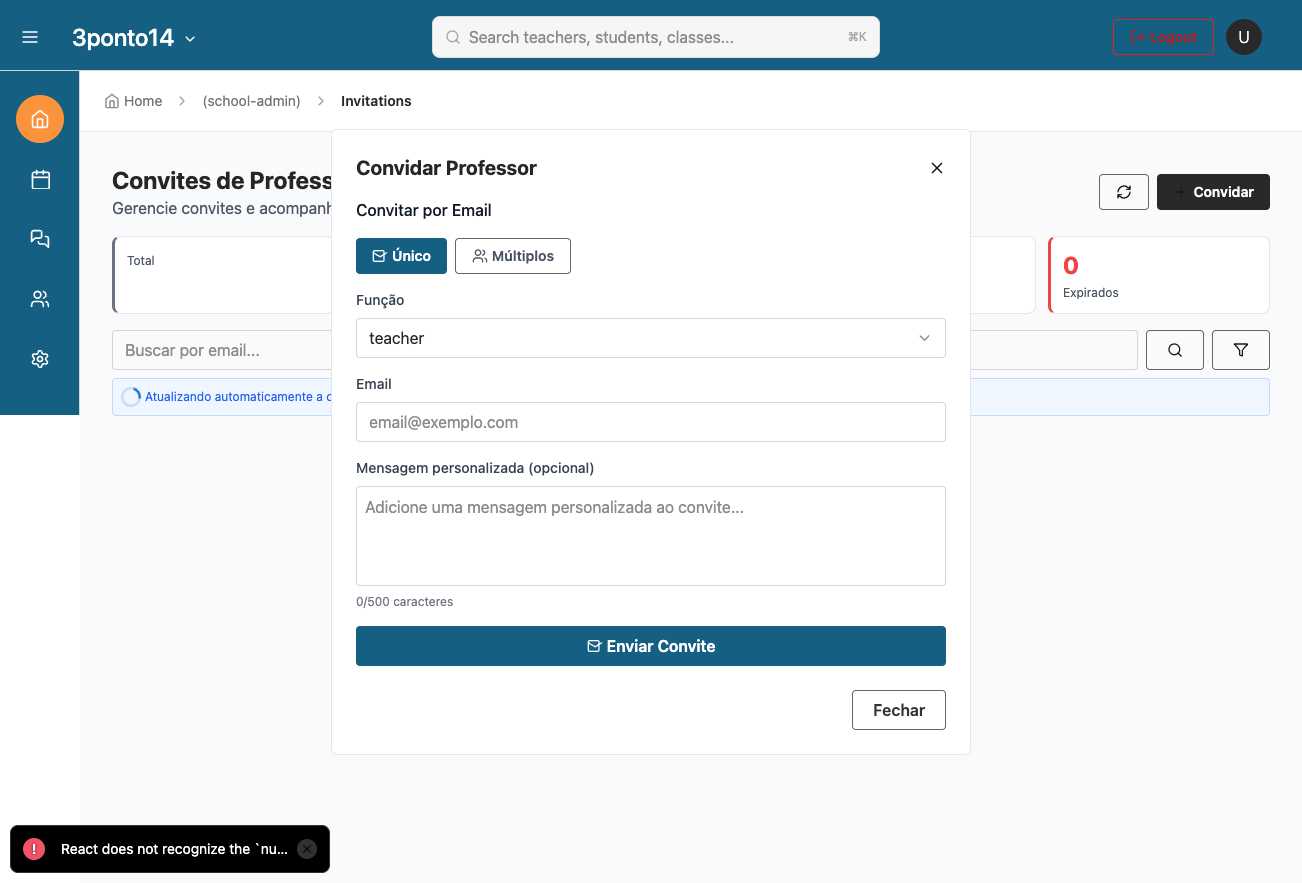 3ponto14
Search teachers, students, classes...
⌘K
Logout
U
Home
(school-admin)
Invitations
Convites de Profess
Gerencie convites e acompanh
Convidar
Total
0
Expirados
Buscar por email...
Atualizando automaticamente a c
Convidar Professor
Convitar por Email
Único
Múltiplos
Função
teacher
Email
email@exemplo.com
Mensagem personalizada (opcional)
Adicione uma mensagem personalizada ao convite...
0/500 caracteres
Enviar Convite
Fechar
React does not recognize the `nu...